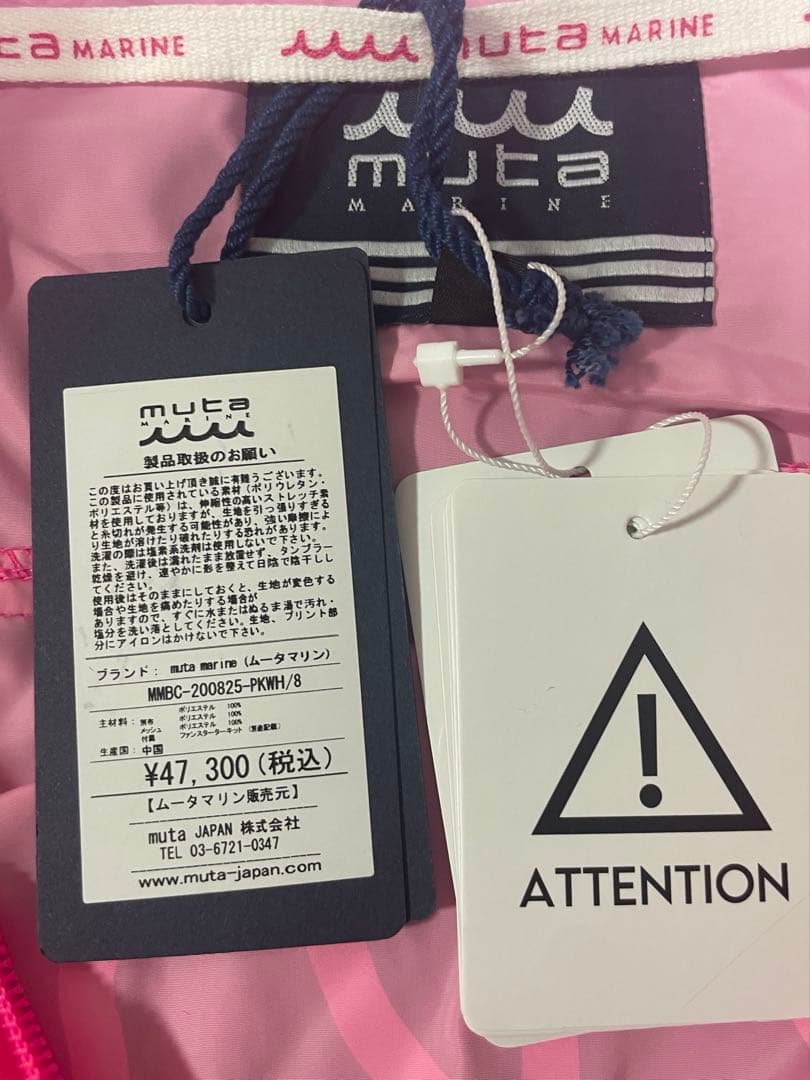 ta MARINE
muta MARINE
muta
MARINE
muta
MARINE
製品取扱のお願い
この度はお買い上げ頂き誠に有難うございます。
この製品に使用されている素材（ポリウレタン・
ポリエステル等）は、伸縮性の高いストレッチ素
材を使用しておりますが、生地を引っ張りすぎる
と糸切れが発生する可能性があり、強い摩擦によ
り生地が溶けたり破れたりする恐れがあります。
洗濯の際は塩素系洗剤は使用しないで下さい。
また、洗濯後は濡れたまま放置せず、タンブラー
乾燥を避け、速やかに形を整えて日陰で陰干しし
てください。
使用後はそのままにしておくと、生地が変色する
場合や生地を痛めたりする場合が
ありますので、すぐに水またはぬるま湯で汚れ・
塩分を洗い落としてください。生地、プリント部
分にアイロンはかけないで下さい。
ブランド： muta marine（ムータマリン）
MMBC-200825-PKWH/8
主材料： ポリエステル 100%
別布 ポリエステル 100%
メッシュ ポリエステル 100%
付属 ファンスターターキット
生産国： 中国
¥47,300（税込）
【ムータマリン販売元】
muta JAPAN 株式会社
TEL 03-6721-0347
www.muta-japan.com
!
ATTENTION